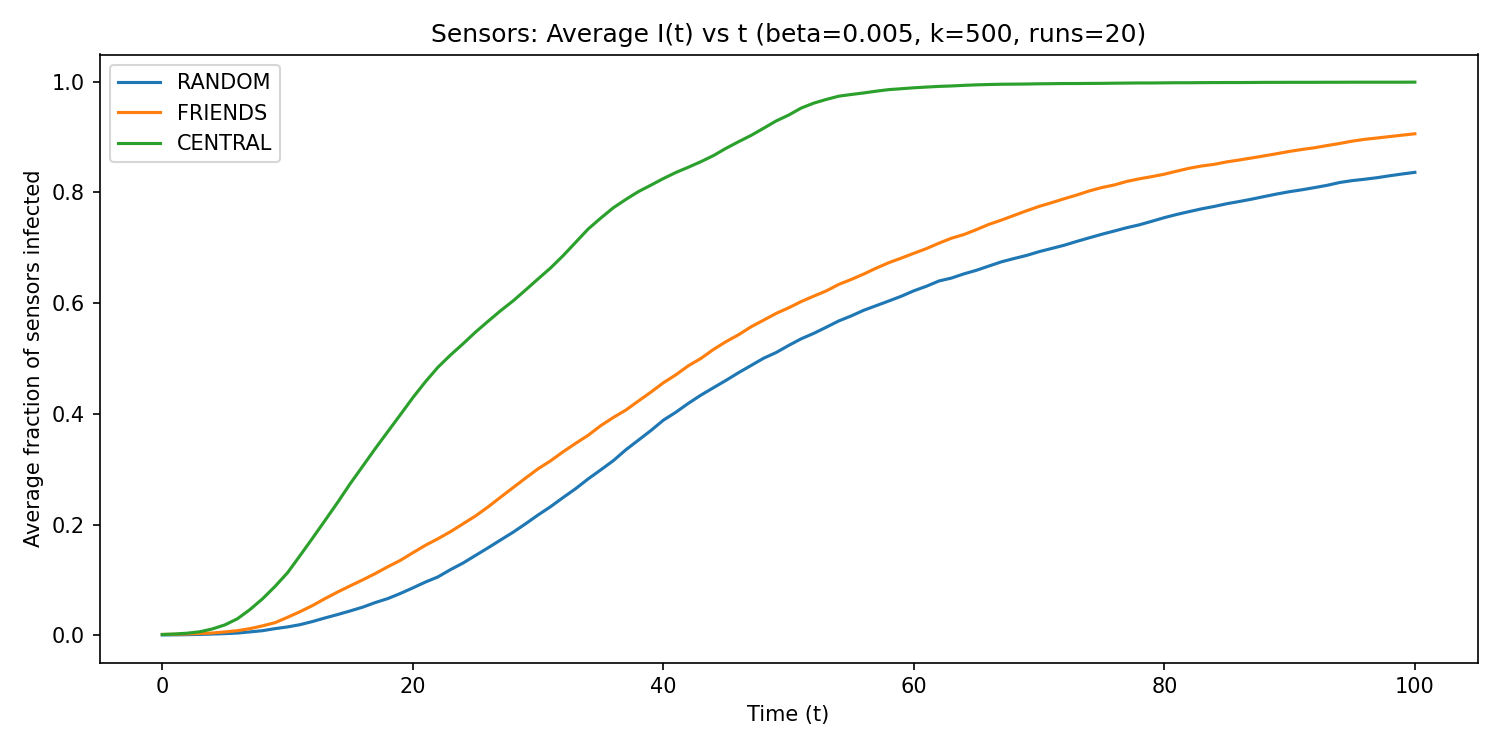 Sensors: Average I(t) vs t (beta=0.005, k=500, runs=20)
RANDOM
FRIENDS
CENTRAL
Average fraction of sensors infected
1.0
0.8
0.6
0.4
0.2
0.0
0 20 40 60 80 100
Time (t)